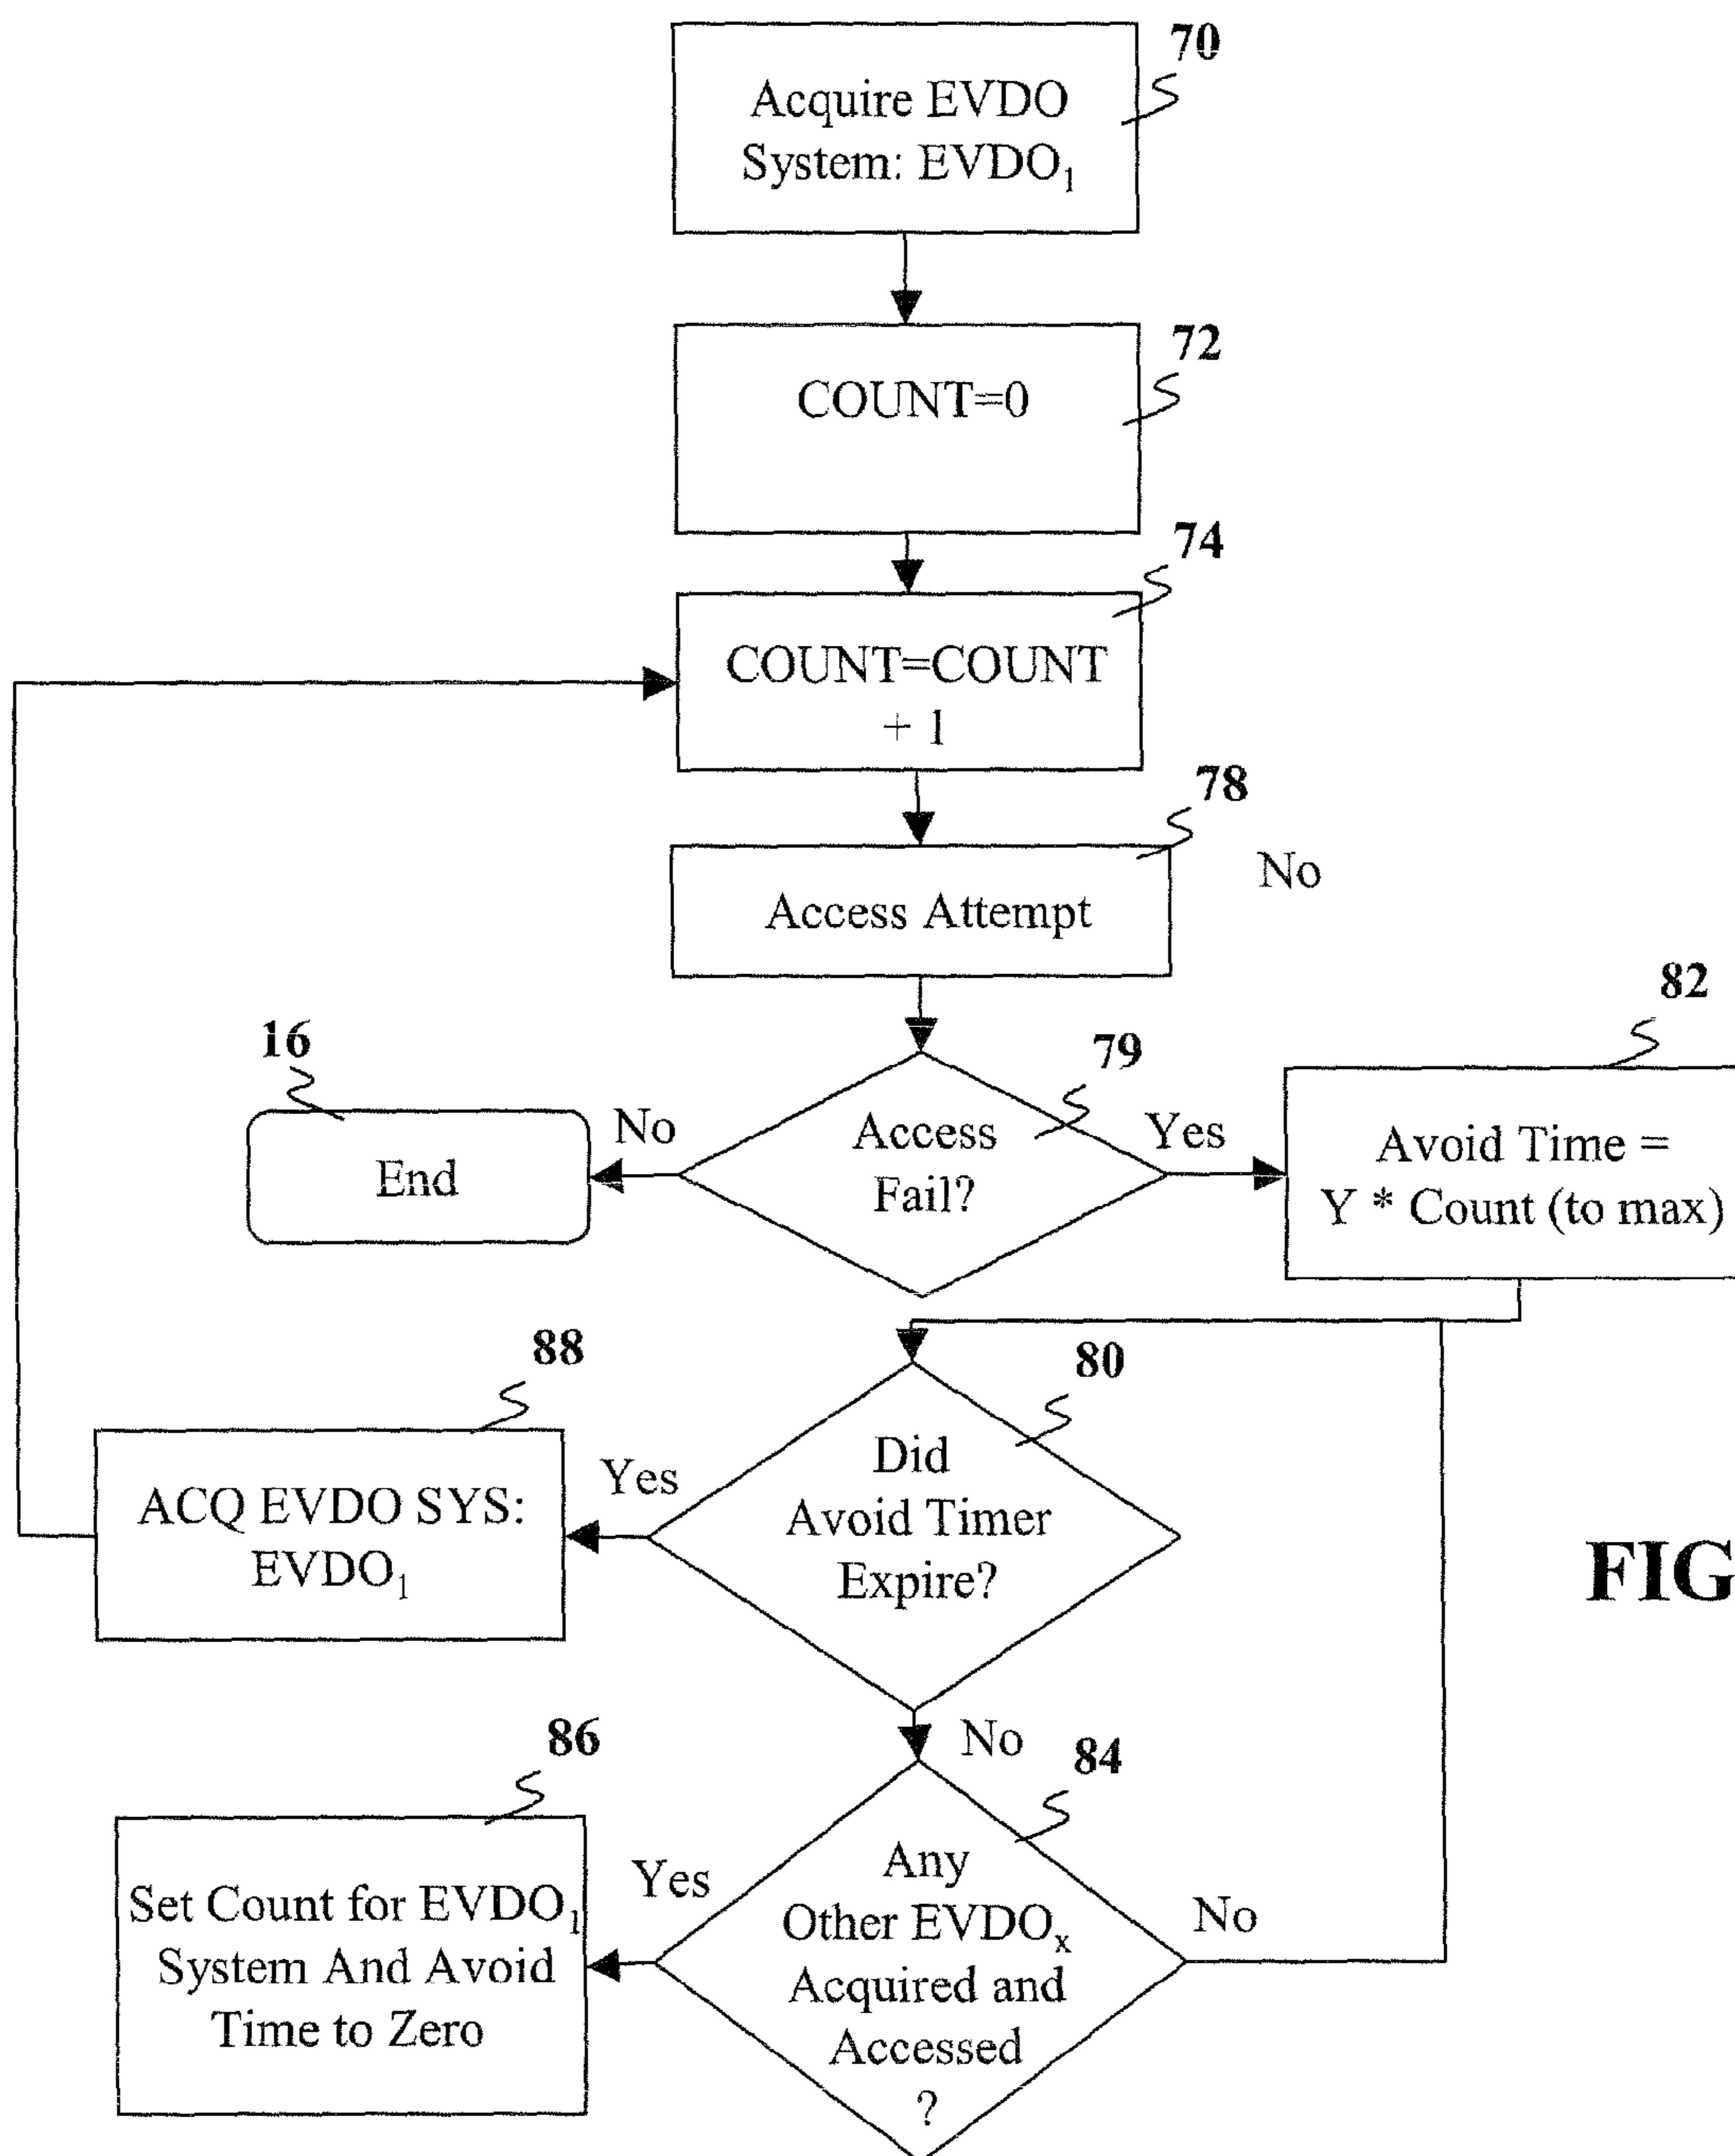 70
Acquire EVDO
System: EVDO₁
72
COUNT=0
74
COUNT=COUNT
+ 1
78
No
Access Attempt
82
16
79
No
Yes
End
Access
Fail?
Avoid Time =
Y * Count (to max)
88
80
Yes
ACQ EVDO SYS:
EVDO₁
Did
Avoid Timer
Expire?
FIG
86
No
84
Yes
No
Set Count for EVDO₁
System And Avoid
Time to Zero
Any
Other EVDOₓ
Acquired and
Accessed
?